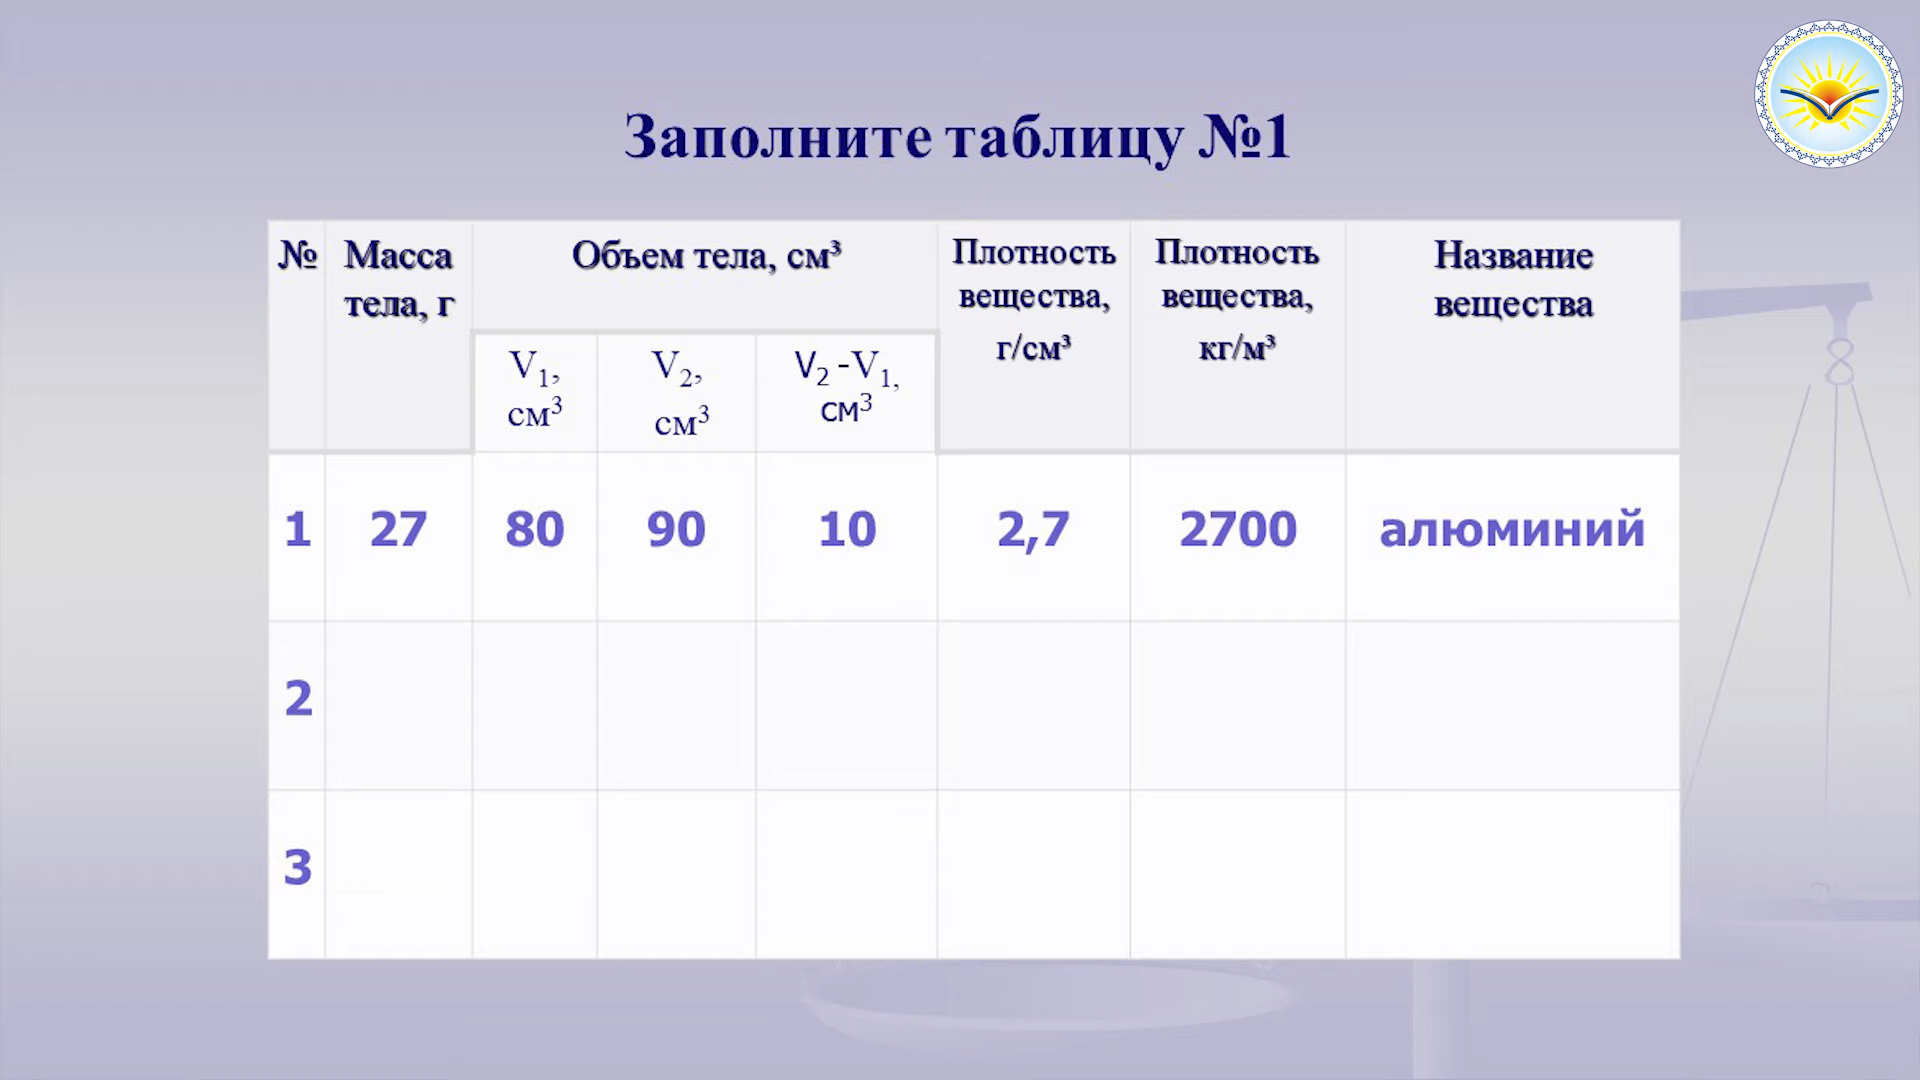 Заполните таблицу №1
№ Масса тела, г Объем тела, см³ Плотность вещества, г/см³ Плотность вещества, кг/м³ Название вещества
V₁, см³ V₂, см³ V₂ -V₁, см³
1 27 80 90 10 2,7 2700 алюминий
2
3